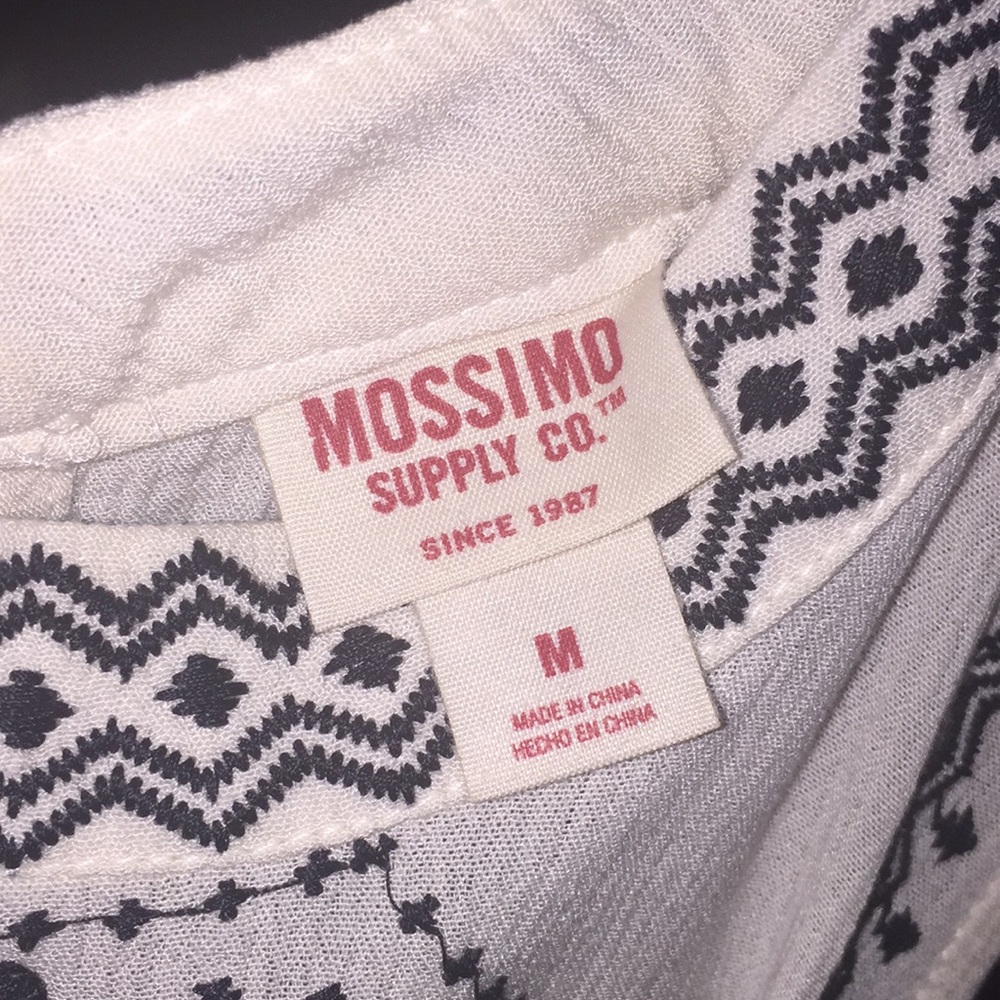 MOSSIMO
SUPPLY CO.™
SINCE 1987
M
MADE IN CHINA
HECHO EN CHINA